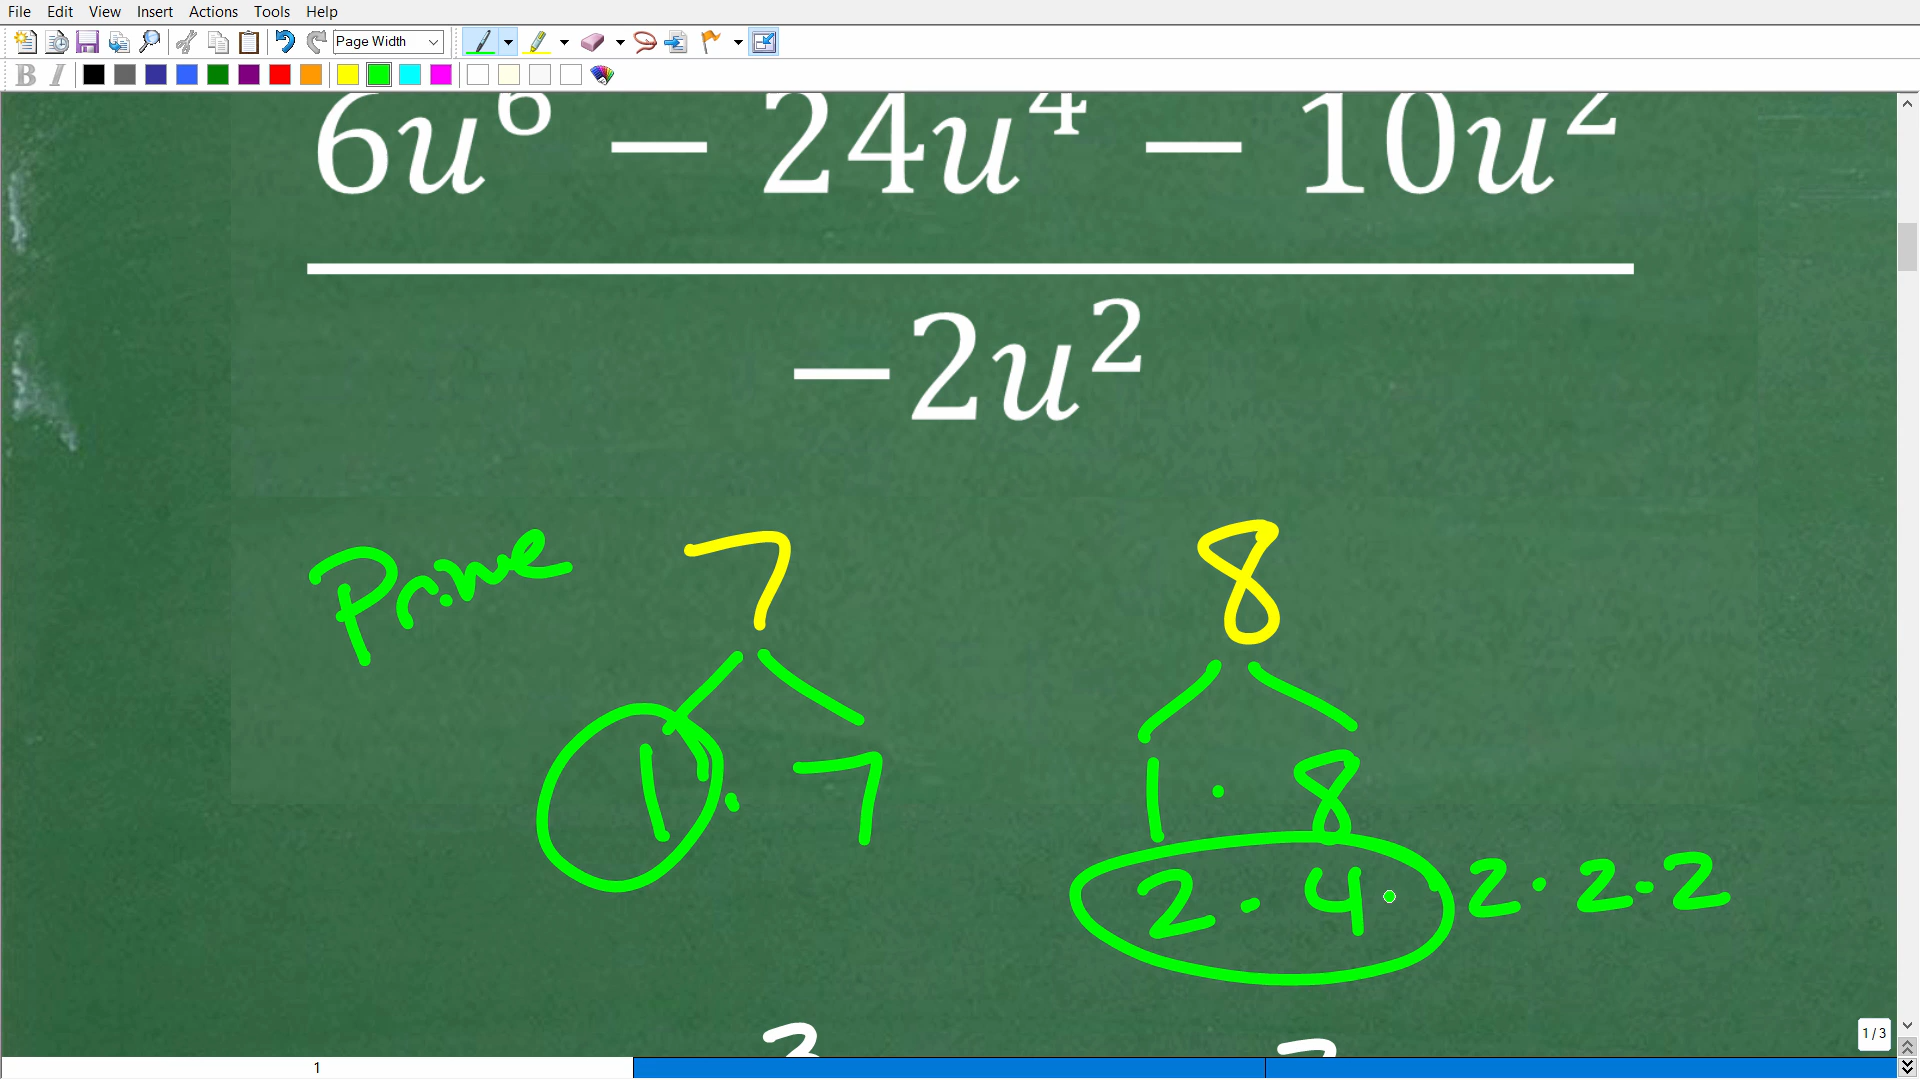 File Edit View Insert Actions Tools Help
Page Width
B I
6u⁶ − 24u⁴ − 10u²
−2u²
Prime 7 8
1 · 7 1 · 8
2 · 4 · 2 · 2 · 2
1 / 3
1